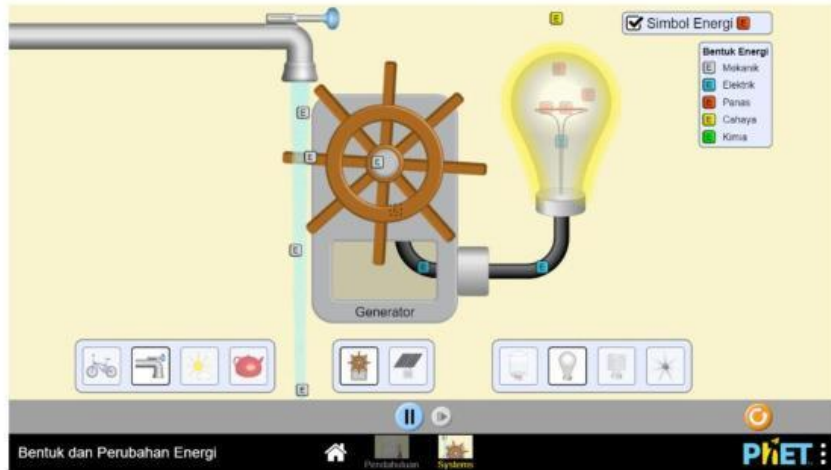 E
Simbol Energi E
Bentuk Energi
E Mekanik
E Elektrik
E Panas
E Cahaya
E Kimia
E
E
E
E
E
E
E
Generator
Bentuk dan Perubahan Energi
Pendahuluan
Systems
PhET